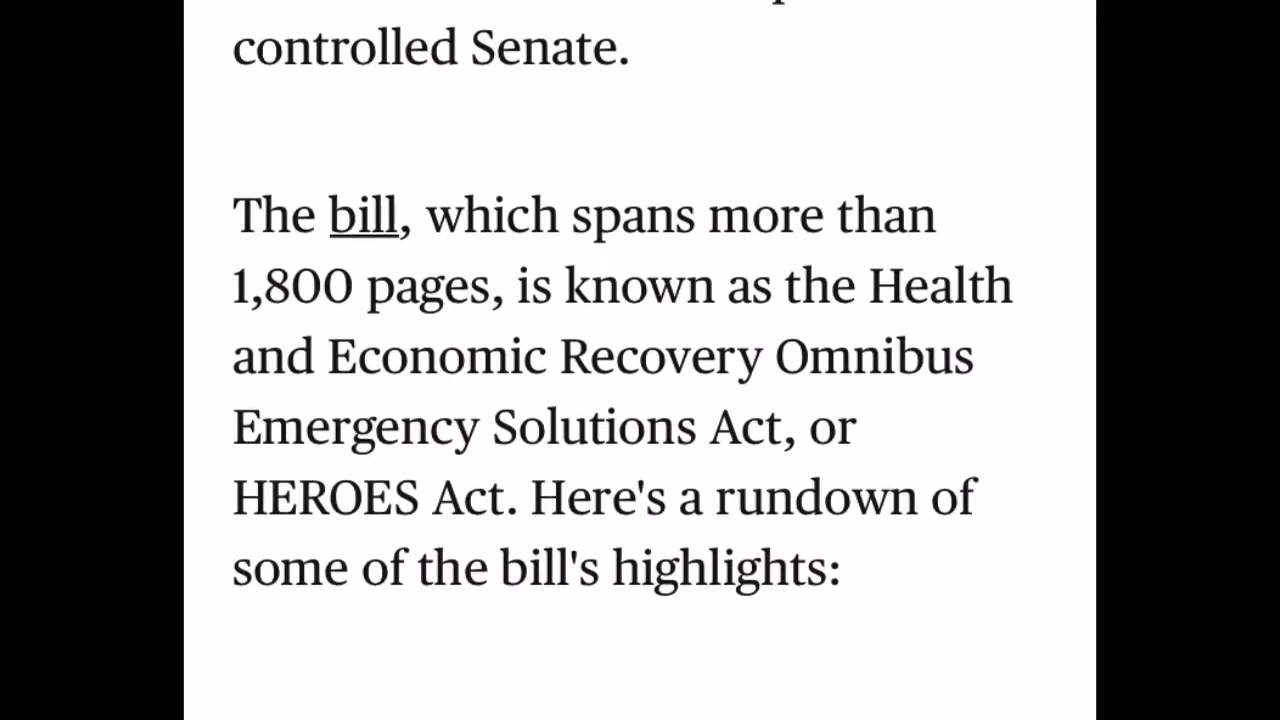 controlled Senate.
The bill, which spans more than
1,800 pages, is known as the Health
and Economic Recovery Omnibus
Emergency Solutions Act, or
HEROES Act. Here's a rundown of
some of the bill's highlights: